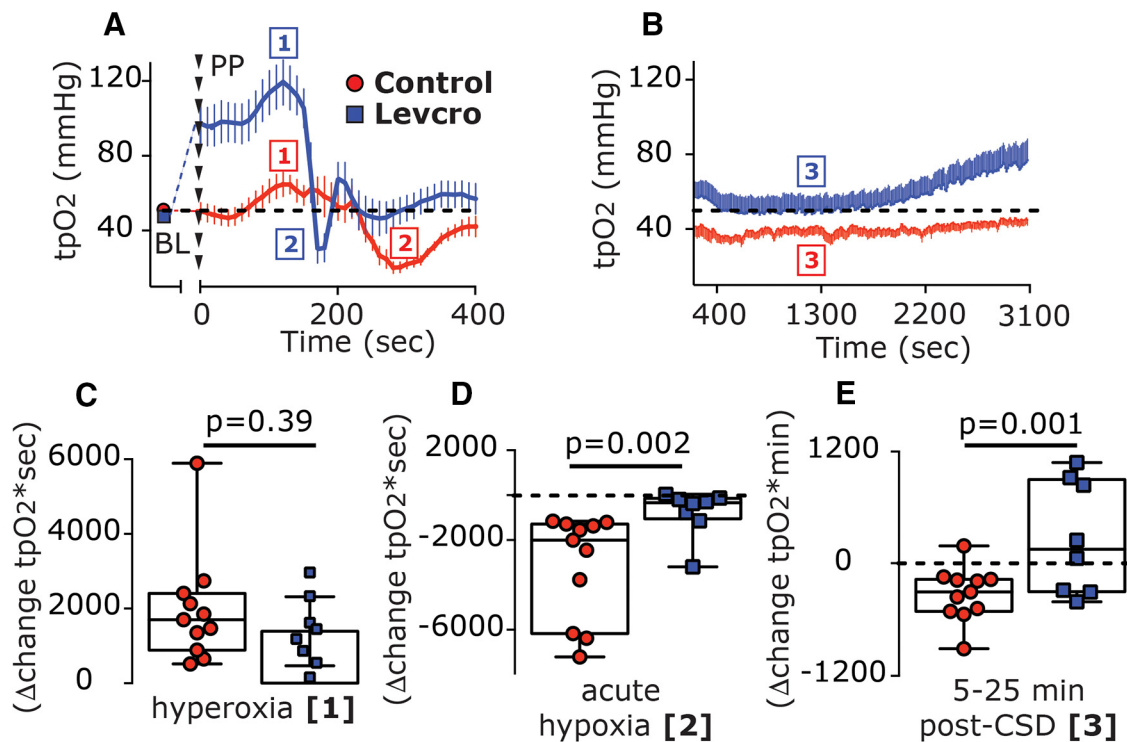 A
tpO2 (mmHg)
120
80
40
PP
BL
1
1
2
2
Control
Levcro
0
200
400
Time (sec)
B
tpO2 (mmHg)
120
80
40
3
3
400
1300
2200
3100
Time (sec)
C
(Δchange tpO2*sec)
p=0.39
6000
4000
2000
0
hyperoxia [1]
D
(Δchange tpO2*sec)
p=0.002
2000
-2000
-6000
acute
hypoxia [2]
E
(Δchange tpO2*min)
p=0.001
1200
0
-1200
5-25 min
post-CSD [3]